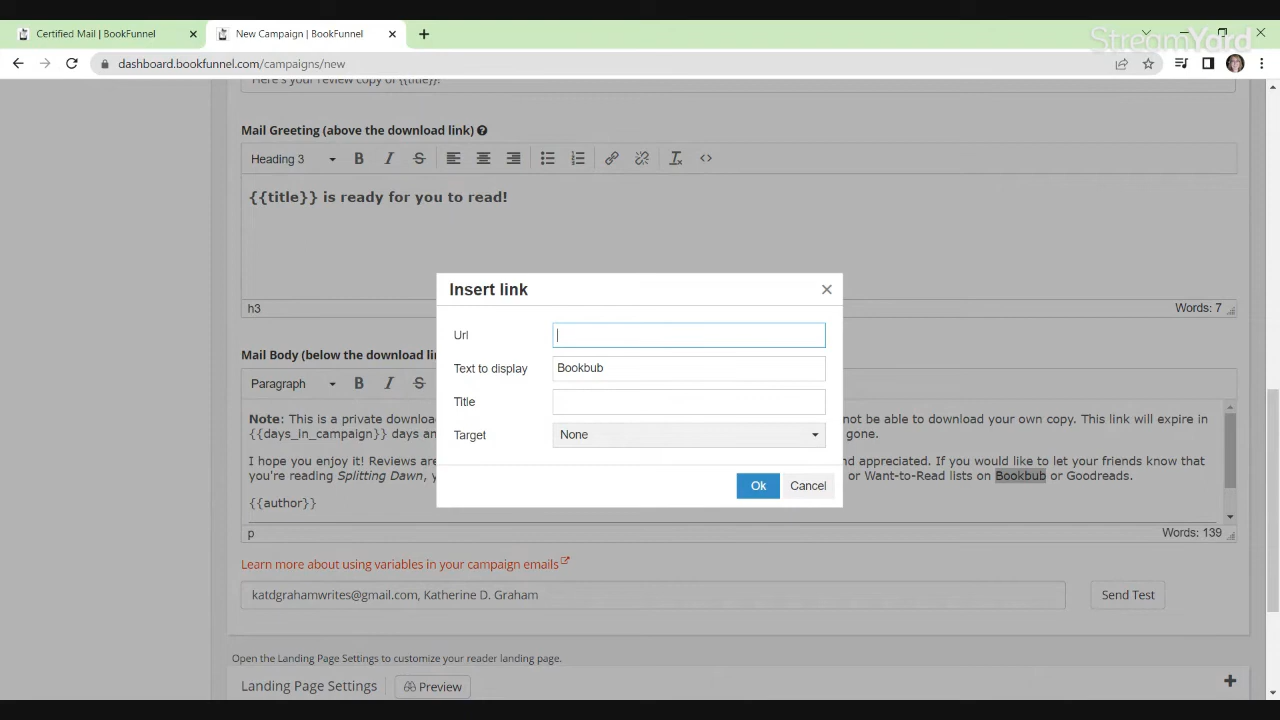 Certified Mail | BookFunnel
New Campaign | BookFunnel
StreamYard
dashboard.bookfunnel.com/campaigns/new
Here's your review copy of {{title}}!
Mail Greeting (above the download link)
Heading 3
{{title}} is ready for you to read!
h3
Words: 7
Insert link
Url
Text to display
Bookbub
Title
Target
None
Ok
Cancel
Mail Body (below the download
Paragraph
Note: This is a private downloa
not be able to download your own copy. This link will expire in
{{days_in_campaign}} days an
gone.
I hope you enjoy it! Reviews are
nd appreciated. If you would like to let your friends know that
you're reading Splitting Dawn, y
or Want-to-Read lists on Bookbub or Goodreads.
{{author}}
p
Words: 139
Learn more about using variables in your campaign emails
katdgrahamwrites@gmail.com, Katherine D. Graham
Send Test
Open the Landing Page Settings to customize your reader landing page.
Landing Page Settings
Preview